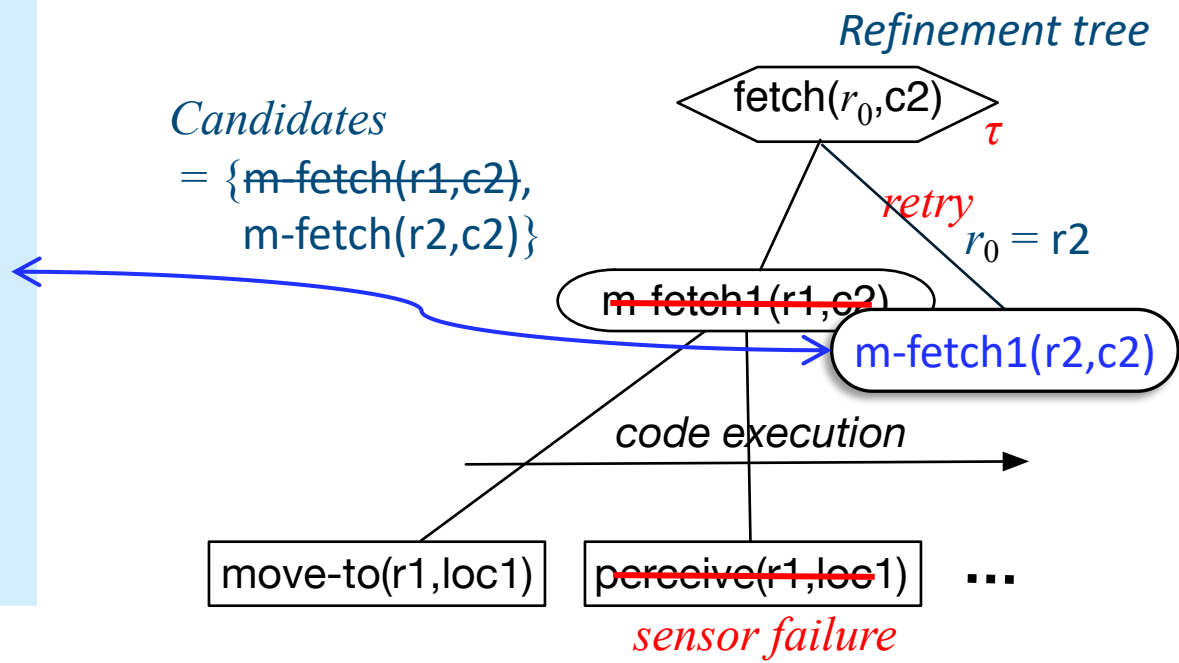 Refinement tree
fetch(r₀,c2)
τ
Candidates
= {m-fetch(r1,c2),
m-fetch(r2,c2)}
retry
r₀ = r2
m-fetch1(r1,c2)
m-fetch1(r2,c2)
code execution
move-to(r1,loc1)
perceive(r1,loc1)
...
sensor failure